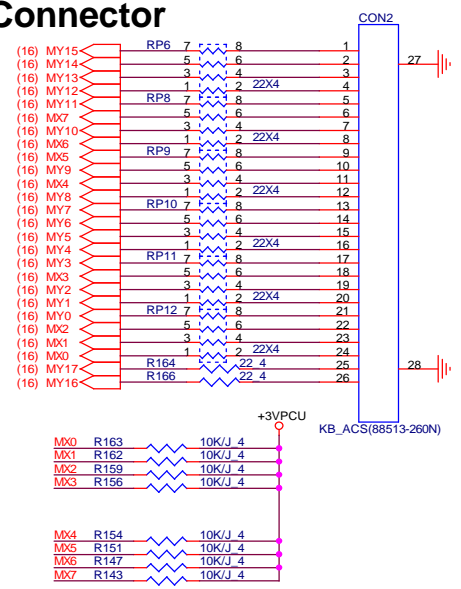 Connector
CON2
(16) MY15 RP6 7 8 1
(16) MY14 5 6 2 27
(16) MY13 3 4 3
(16) MY12 1 2 22X4 4
(16) MY11 RP8 7 8 5
(16) MX7 5 6 6
(16) MY10 3 4 7
(16) MX6 1 2 22X4 8
(16) MX5 RP9 7 8 9
(16) MY9 5 6 10
(16) MX4 3 4 11
(16) MY8 1 2 22X4 12
(16) MY7 RP10 7 8 13
(16) MY6 5 6 14
(16) MY5 3 4 15
(16) MY4 1 2 22X4 16
(16) MY3 RP11 7 8 17
(16) MX3 5 6 18
(16) MY2 3 4 19
(16) MY1 1 2 22X4 20
(16) MY0 RP12 7 8 21
(16) MX2 5 6 22
(16) MX1 3 4 23
(16) MX0 1 2 22X4 24
(16) MY17 R164 22_4 25 28
(16) MY16 R166 22_4 26
+3VPCU
KB_ACS(88513-260N)
MX0 R163 10K/J_4
MX1 R162 10K/J_4
MX2 R159 10K/J_4
MX3 R156 10K/J_4
MX4 R154 10K/J_4
MX5 R151 10K/J_4
MX6 R147 10K/J_4
MX7 R143 10K/J_4